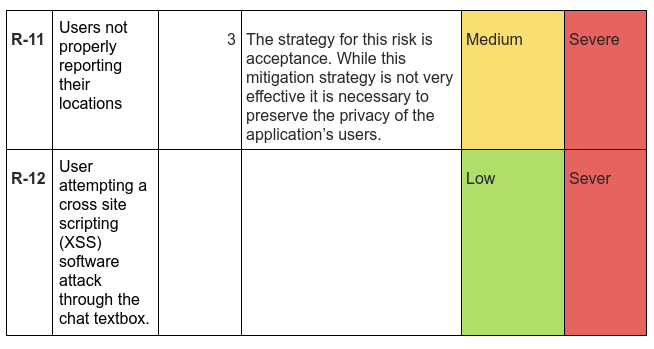 R-11
Users not
properly
reporting
their
locations
3
The strategy for this risk is
acceptance. While this
mitigation strategy is not very
effective it is necessary to
preserve the privacy of the
application’s users.
Medium
Severe
R-12
User
attempting a
cross site
scripting
(XSS)
software
attack
through the
chat textbox.
Low
Sever